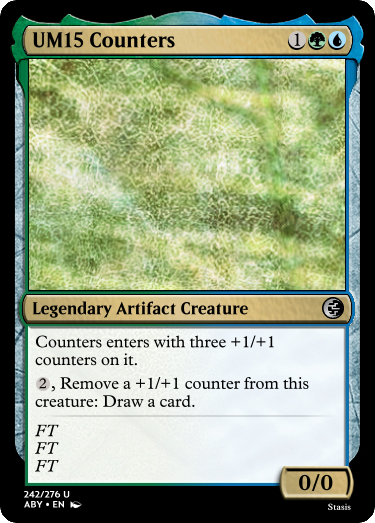 UM15 Counters 1
Legendary Artifact Creature
Counters enters with three +1/+1
counters on it.
2, Remove a +1/+1 counter from this
creature: Draw a card.
FT
FT
FT
0/0
242/276 U
ABY • EN
Stasis